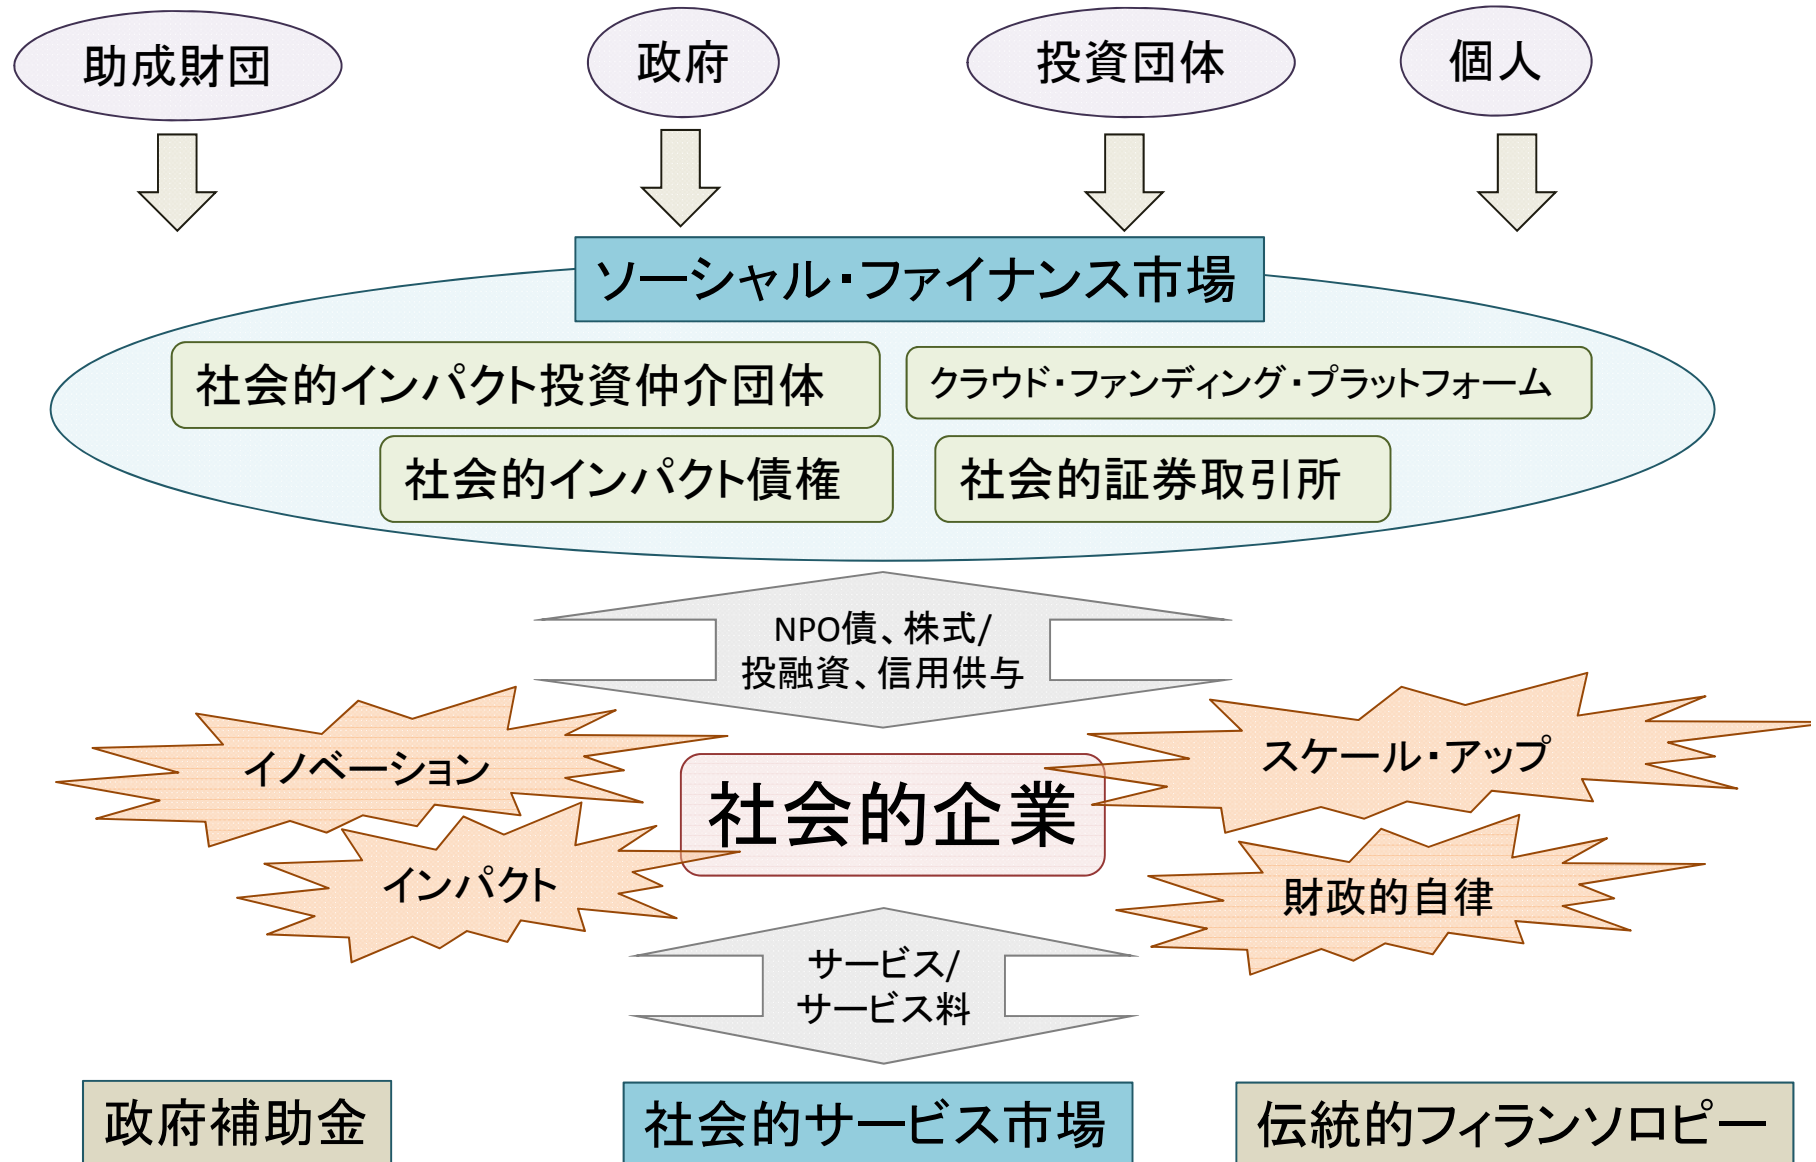 助成財団
政府
投資団体
個人
ソーシャル・ファイナンス市場
社会的インパクト投資仲介団体
クラウド・ファンディング・プラットフォーム
社会的インパクト債権
社会的証券取引所
NPO債、株式/
投融資、信用供与
イノベーション
スケール・アップ
社会的企業
インパクト
財政的自律
サービス/
サービス料
政府補助金
社会的サービス市場
伝統的フィランソロピー